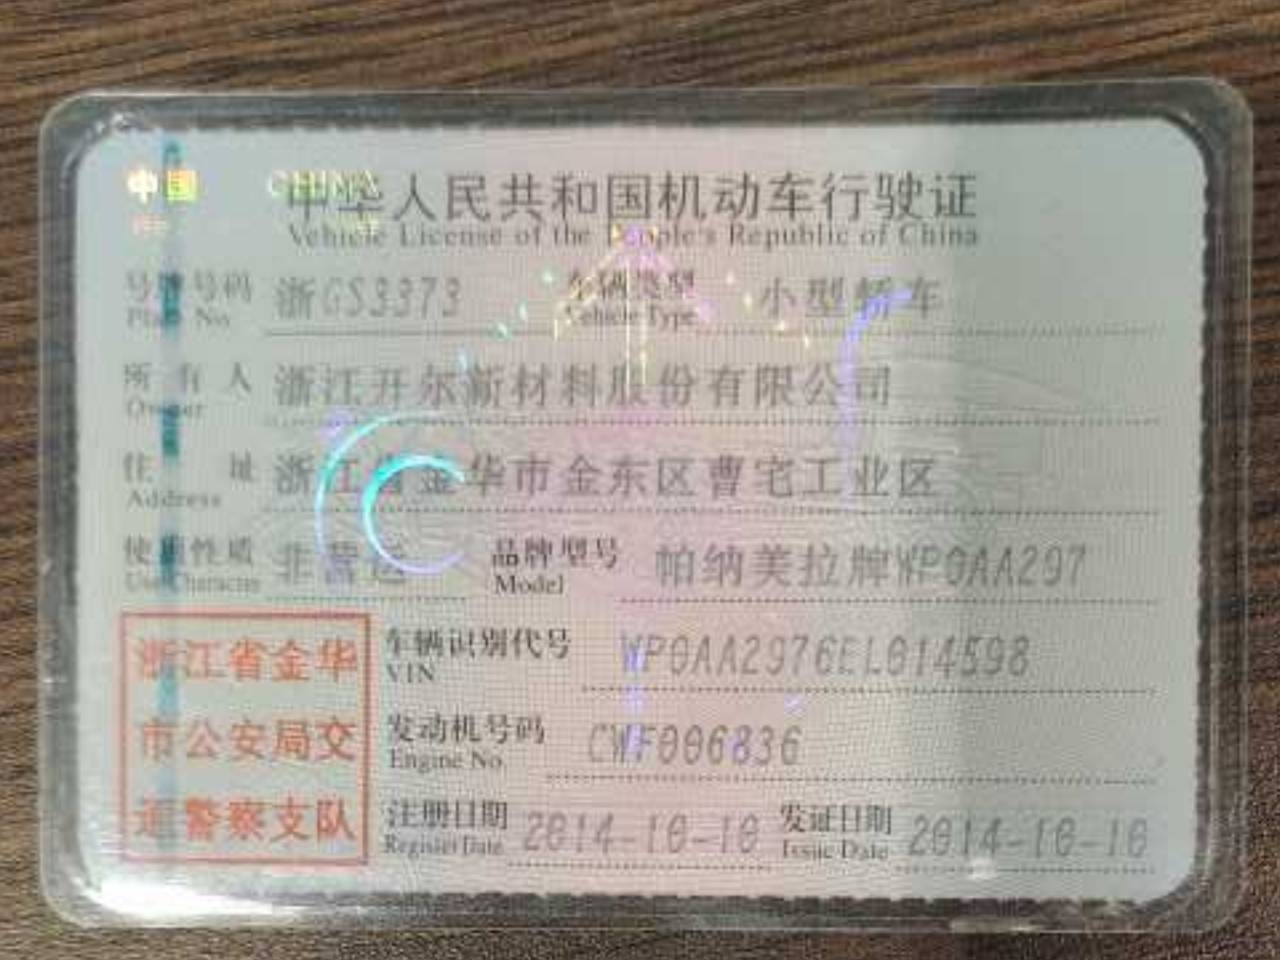 中国 CHINA
中华人民共和国机动车行驶证
Vehicle License of the People's Republic of China
号牌号码 浙GS3373 车辆类型 小型轿车
Plate No. Vehicle Type
所有人 浙江开尔新材料股份有限公司
Owner
住址 浙江省金华市金东区曹宅工业区
Address
使用性质 非营运 品牌型号 帕纳美拉牌WP0AA297
Use Character Model
浙江省金华 车辆识别代号 WP0AA2976EL014598
VIN
市公安局交 发动机号码 CWF006836
Engine No.
通警察支队 注册日期 2014-10-10 发证日期 2014-10-10
Register Date Issue Date